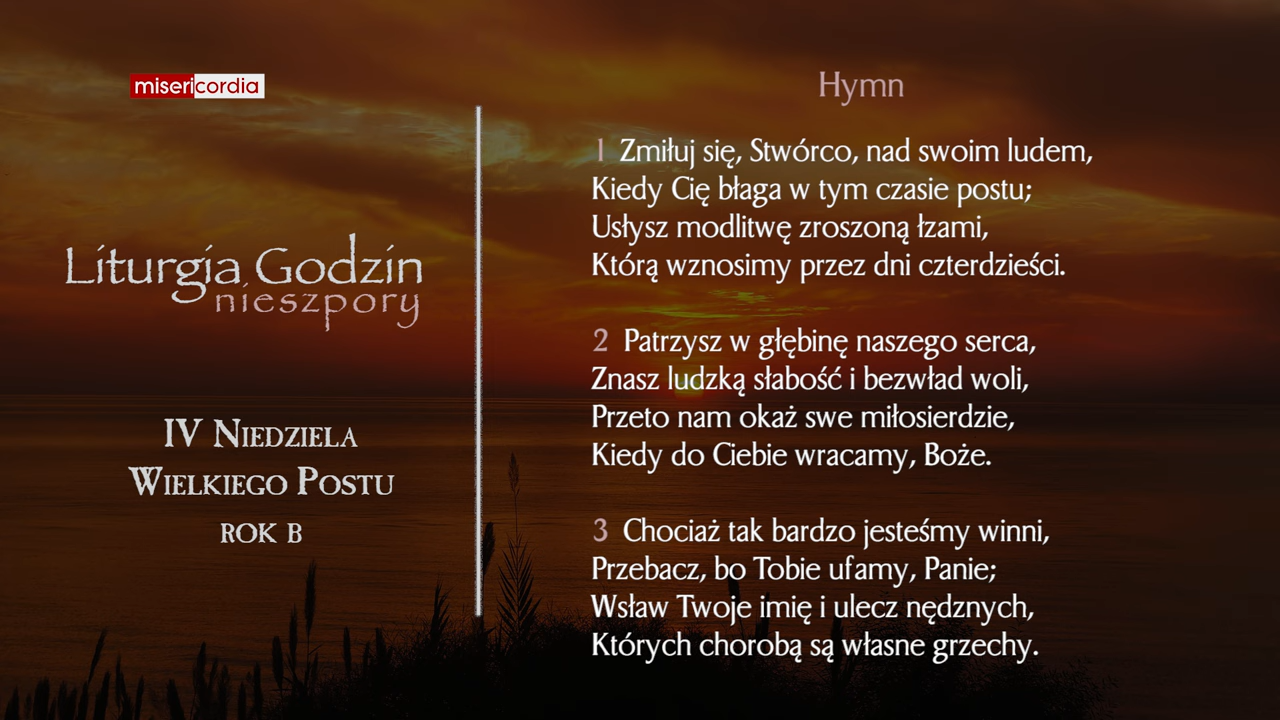 misericordia
Liturgia Godzin
nieszpory
IV Niedziela
Wielkiego Postu
rok B
Hymn
1 Zmiłuj się, Stwórco, nad swoim ludem,
Kiedy Cię błaga w tym czasie postu;
Usłysz modlitwę zroszoną łzami,
Którą wznosimy przez dni czterdzieści.
2 Patrzysz w głębinę naszego serca,
Znasz ludzką słabość i bezwład woli,
Przeto nam okaż swe miłosierdzie,
Kiedy do Ciebie wracamy, Boże.
3 Chociaż tak bardzo jesteśmy winni,
Przebacz, bo Tobie ufamy, Panie;
Wsław Twoje imię i ulecz nędznych,
Których chorobą są własne grzechy.